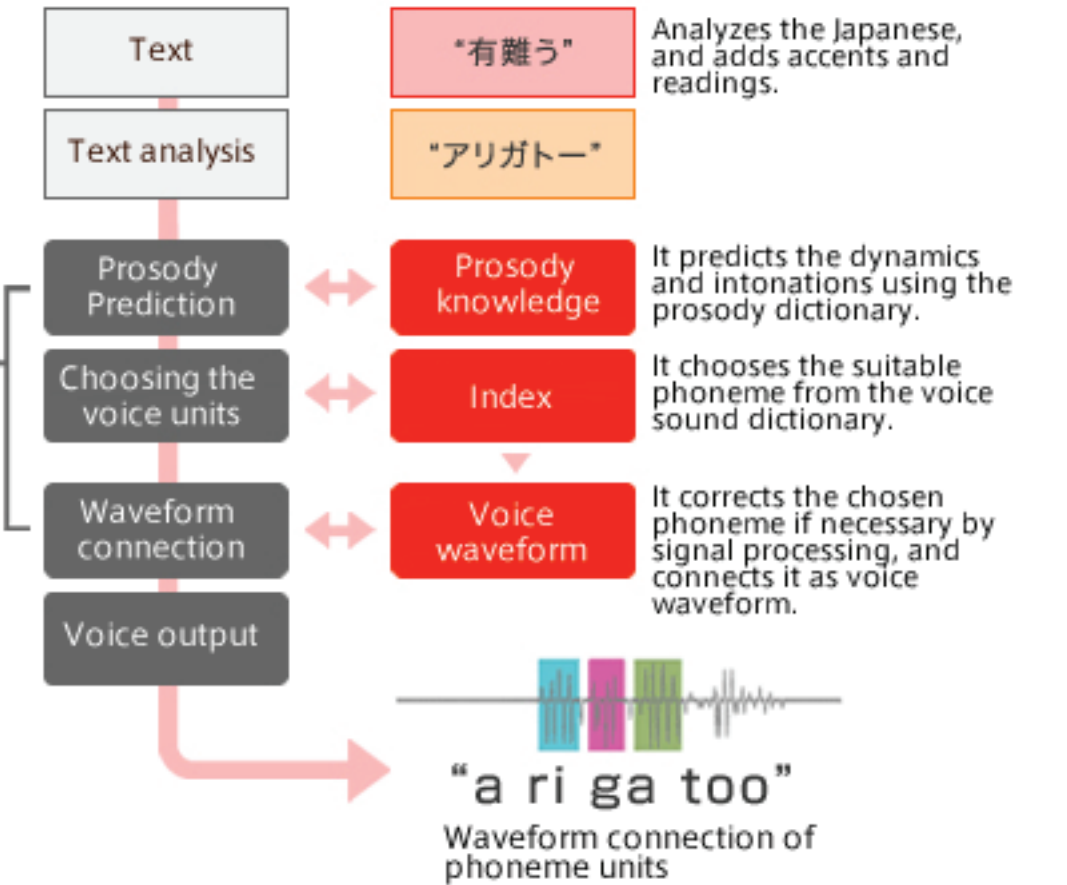 Text
“有難う”
Analyzes the Japanese,
and adds accents and
readings.
Text analysis
“アリガトー”
Prosody
Prediction
Prosody
knowledge
It predicts the dynamics
and intonations using the
prosody dictionary.
Choosing the
voice units
Index
It chooses the suitable
phoneme from the voice
sound dictionary.
Waveform
connection
Voice
waveform
It corrects the chosen
phoneme if necessary by
signal processing, and
connects it as voice
waveform.
Voice output
“a ri ga too”
Waveform connection of
phoneme units